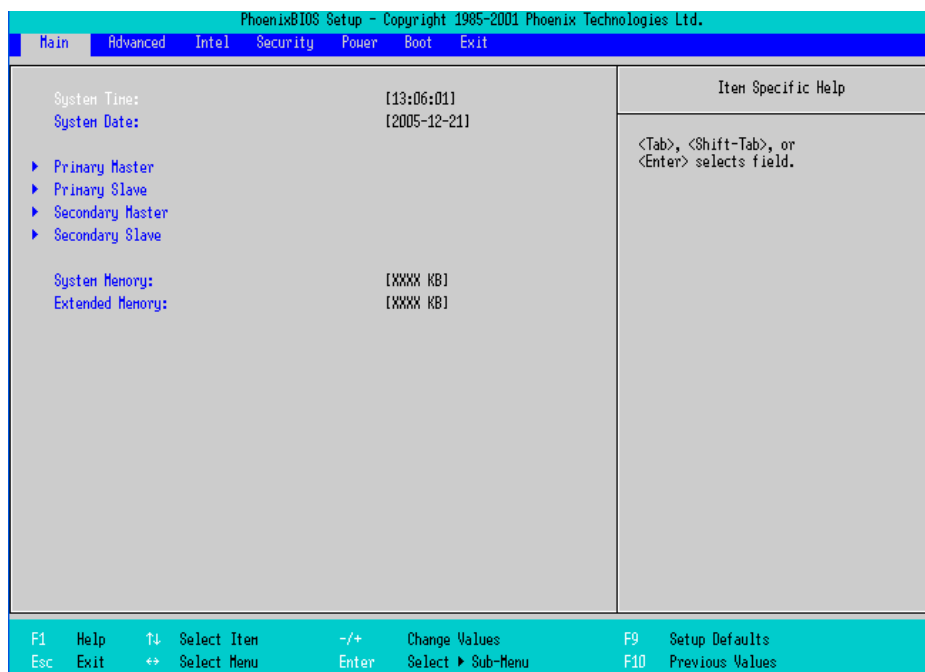 PhoenixBIOS Setup - Copyright 1985-2001 Phoenix Technologies Ltd.
Main Advanced Intel Security Power Boot Exit
System Time: [13:06:01]
System Date: [2005-12-21]
Primary Master
Primary Slave
Secondary Master
Secondary Slave
System Memory: [XXXX KB]
Extended Memory: [XXXX KB]
Item Specific Help
<Tab>, <Shift-Tab>, or
<Enter> selects field.
F1 Help ↑↓ Select Item -/+ Change Values F9 Setup Defaults
Esc Exit ↔ Select Menu Enter Select ▶ Sub-Menu F10 Previous Values